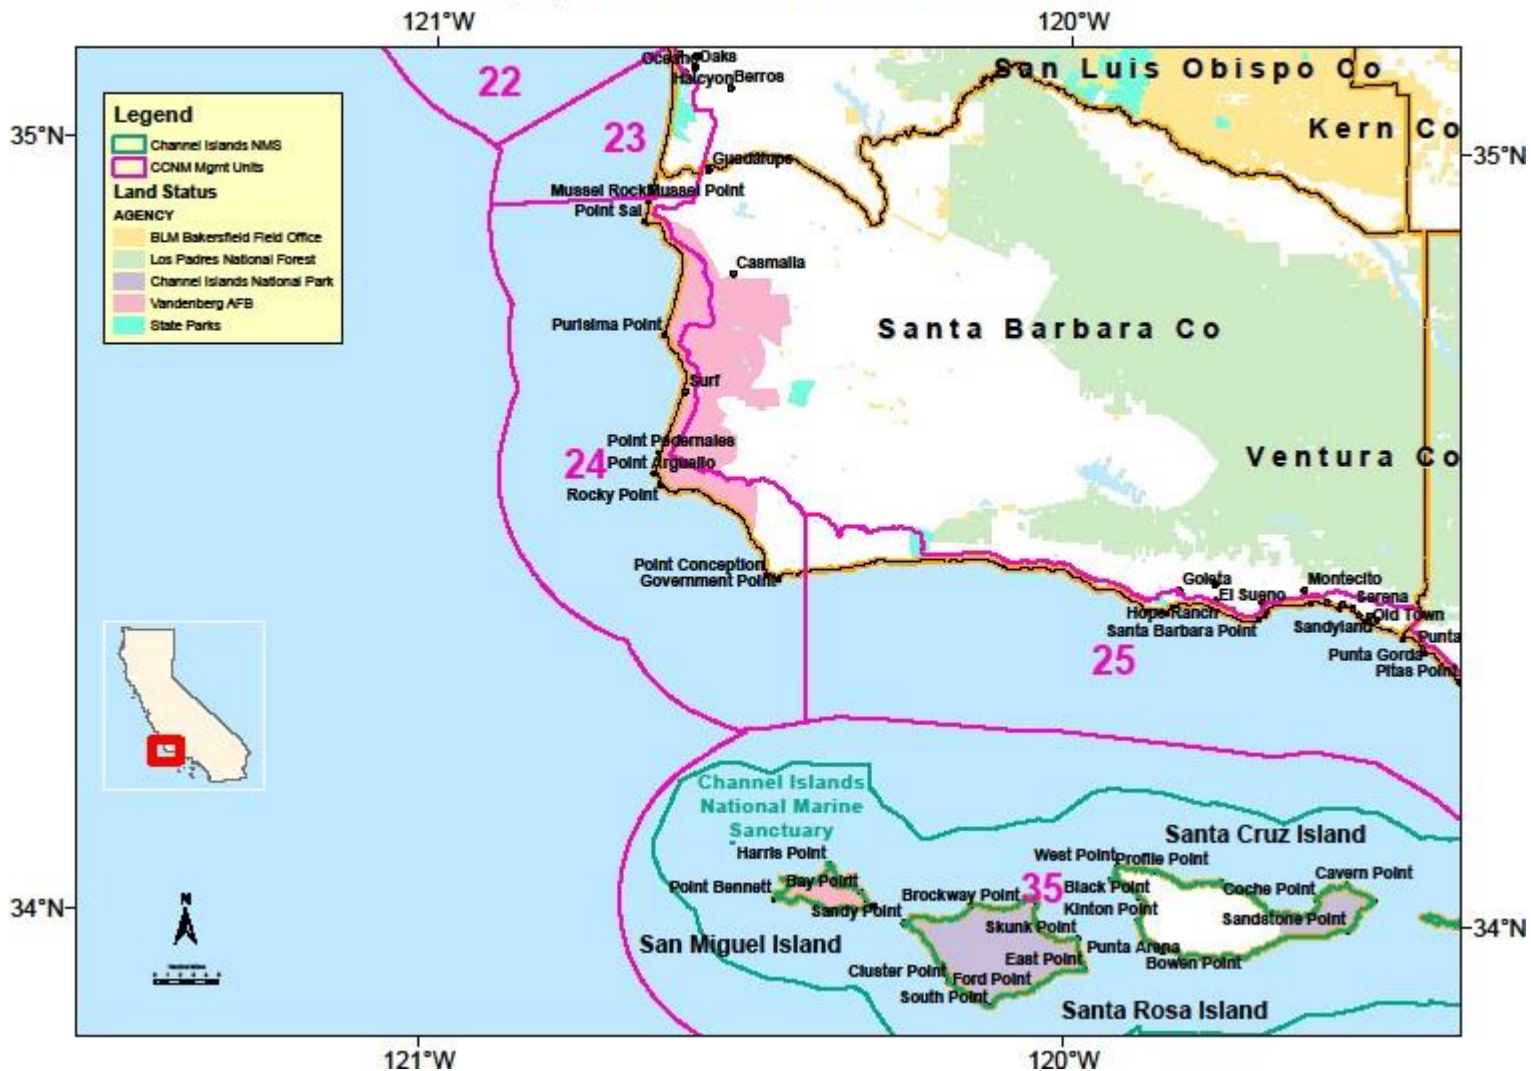 121°W
120°W
22
Oceano
Oaks
Halcyon
Berros
San Luis Obispo Co
Legend
Channel Islands NMS
CCNM Mgmt Units
Land Status
AGENCY
BLM Bakersfield Field Office
Los Padres National Forest
Channel Islands National Park
Vandenberg AFB
State Parks
35°N
23
Kern Co
35°N
Guadalupe
Mussel Rock
Mussel Point
Point Sal
Casmalia
Purisima Point
Santa Barbara Co
Surf
Point Pedernales
24
Point Arguello
Ventura Co
Rocky Point
Point Conception
Government Point
Goleta
Montecito
El Sueno
Serena
Hope Ranch
Old Town
Santa Barbara Point
Sandyland
Punta
25
Punta Gorda
Pitas Point
Channel Islands
National Marine
Sanctuary
Santa Cruz Island
Harris Point
West Point
Profile Point
Cavern Point
Point Bennett
Bay Point
Brockway Point
35
Black Point
Coche Point
34°N
N
Sandy Point
Kinton Point
Sandstone Point
34°N
Skunk Point
San Miguel Island
Punta Arena
East Point
Bowen Point
Cluster Point
Ford Point
South Point
Santa Rosa Island
121°W
120°W